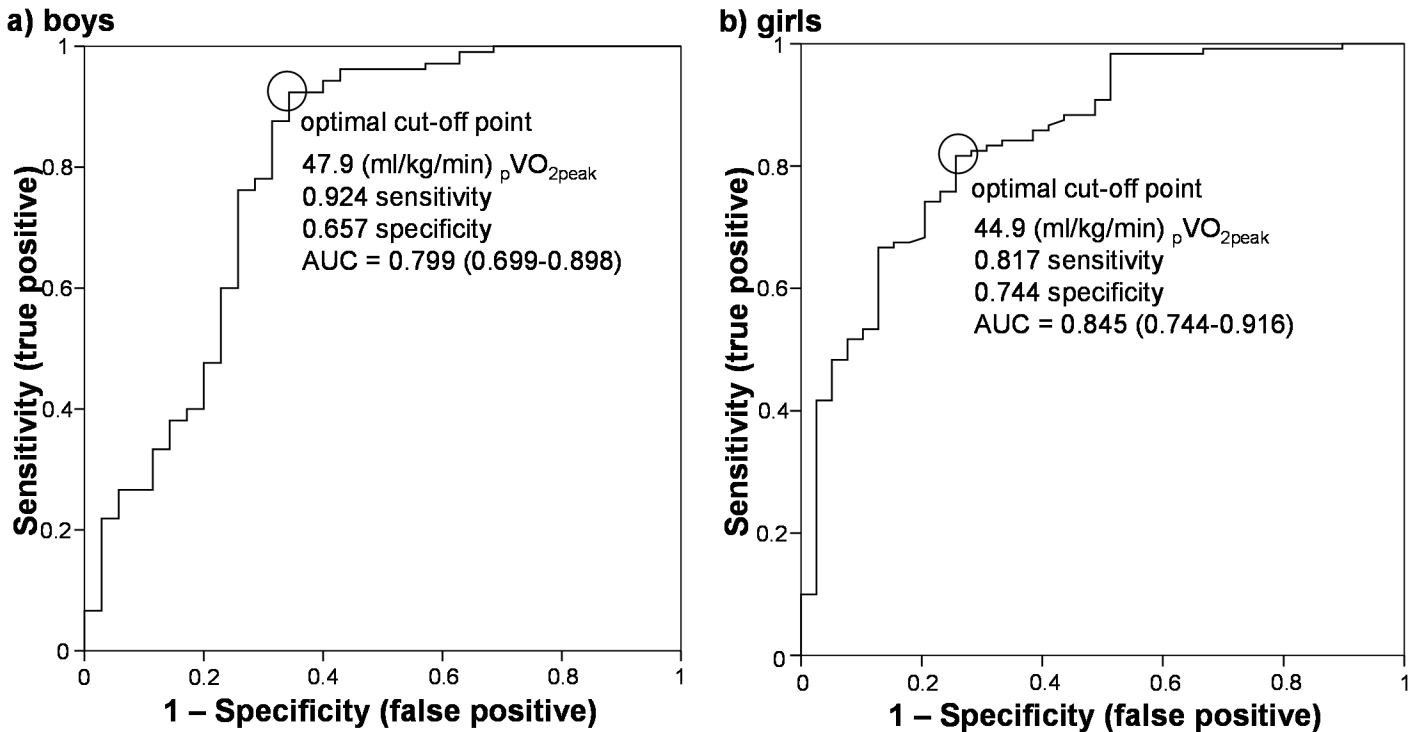 a) boys
1
0.8
0.6
0.4
0.2
0
0
0.2
0.4
0.6
0.8
1
Sensitivity (true positive)
1 – Specificity (false positive)
optimal cut-off point
47.9 (ml/kg/min) pVO2peak
0.924 sensitivity
0.657 specificity
AUC = 0.799 (0.699-0.898)
b) girls
1
0.8
0.6
0.4
0.2
0
0
0.2
0.4
0.6
0.8
1
Sensitivity (true positive)
1 – Specificity (false positive)
optimal cut-off point
44.9 (ml/kg/min) pVO2peak
0.817 sensitivity
0.744 specificity
AUC = 0.845 (0.744-0.916)